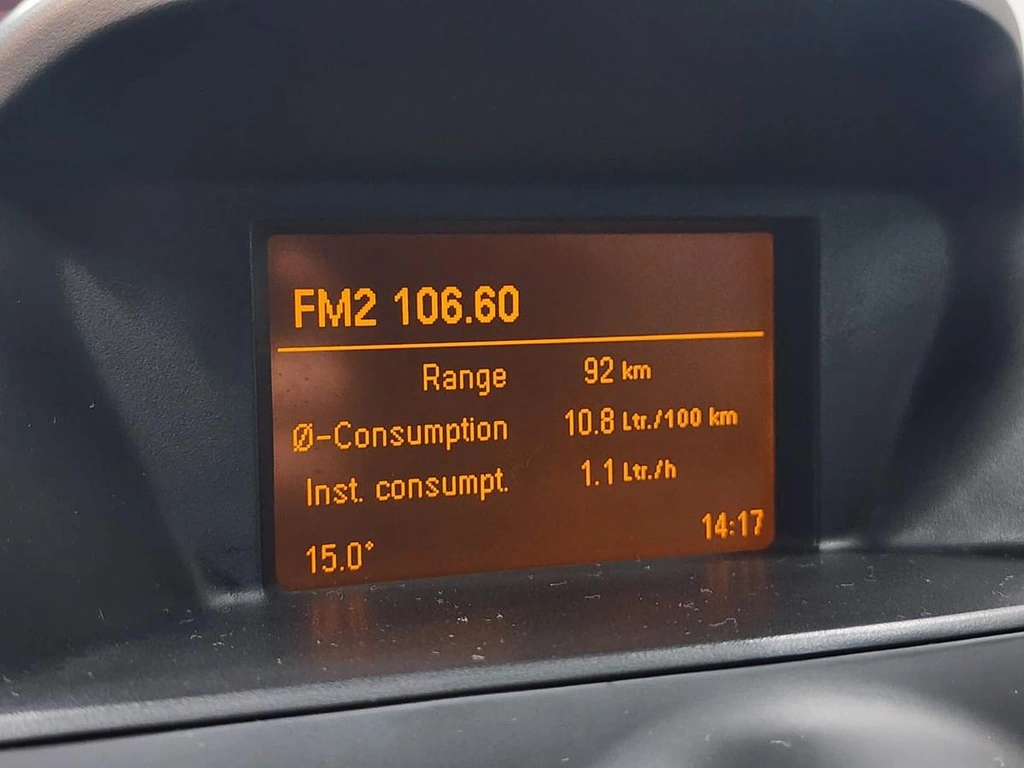 FM2 106.60
Range 92 km
Ø-Consumption 10.8 Ltr./100 km
Inst. consumpt. 1.1 Ltr./h
15.0° 14:17